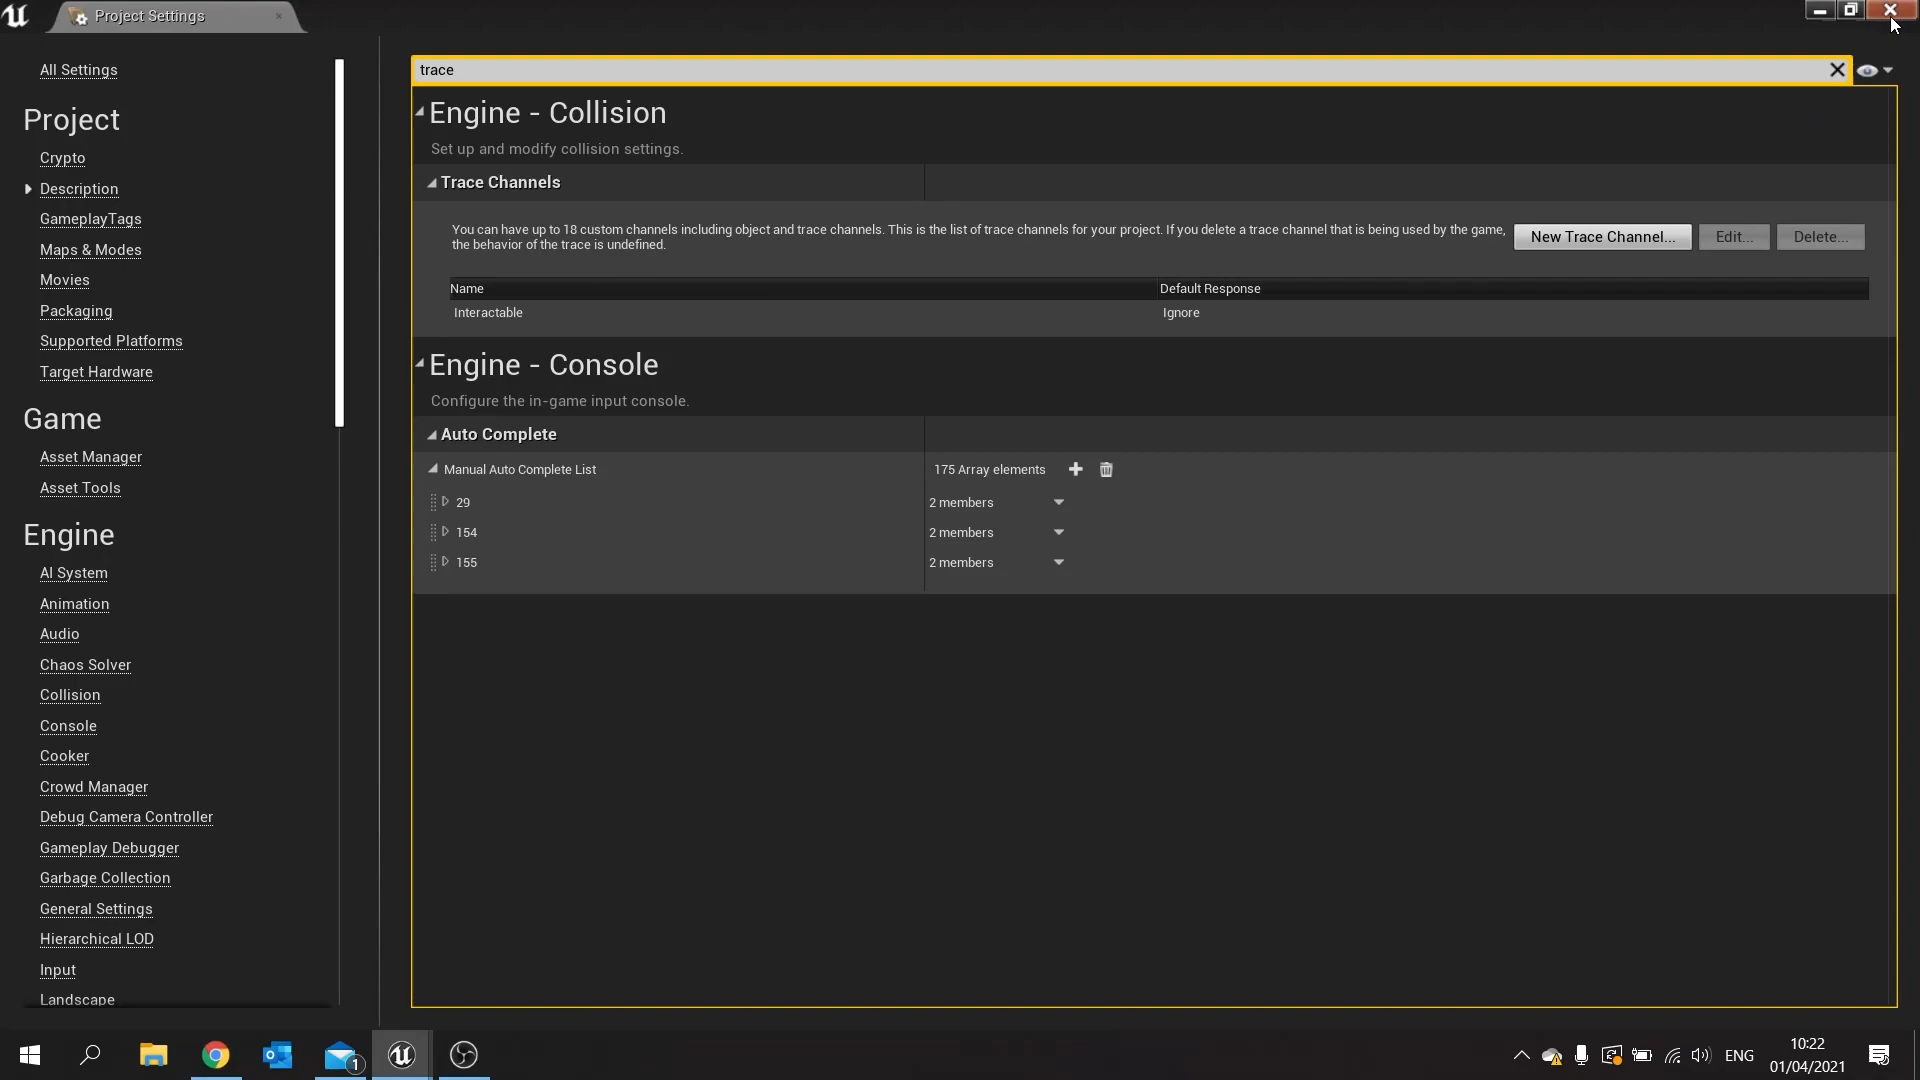 Project Settings
All Settings
Project
Crypto
Description
GameplayTags
Maps & Modes
Movies
Packaging
Supported Platforms
Target Hardware
Game
Asset Manager
Asset Tools
Engine
AI System
Animation
Audio
Chaos Solver
Collision
Console
Cooker
Crowd Manager
Debug Camera Controller
Gameplay Debugger
Garbage Collection
General Settings
Hierarchical LOD
Input
Landscape
trace
Engine - Collision
Set up and modify collision settings.
Trace Channels
You can have up to 18 custom channels including object and trace channels. This is the list of trace channels for your project. If you delete a trace channel that is being used by the game,
the behavior of the trace is undefined.
New Trace Channel... Edit... Delete...
Name Default Response
Interactable Ignore
Engine - Console
Configure the in-game input console.
Auto Complete
Manual Auto Complete List 175 Array elements
29 2 members
154 2 members
155 2 members
1
ENG
10:22
01/04/2021